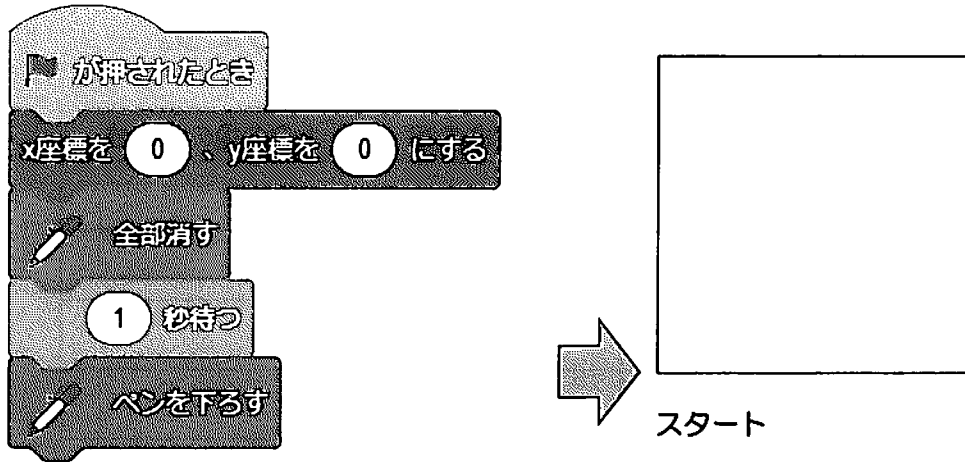 が押されたとき
x座標を 0 、y座標を 0 にする
全部消す
1 秒待つ
ペンを下ろす
スタート